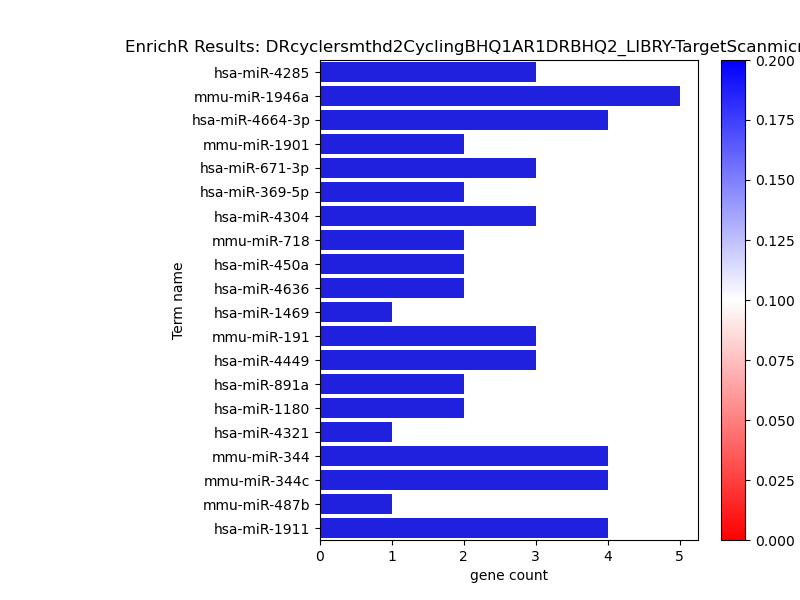 EnrichR Results: DRcyclersmthd2CyclingBHQ1AR1DRBHQ2_LIBRY-TargetScanmicr
hsa-miR-4285
mmu-miR-1946a
hsa-miR-4664-3p
mmu-miR-1901
hsa-miR-671-3p
hsa-miR-369-5p
hsa-miR-4304
mmu-miR-718
hsa-miR-450a
hsa-miR-4636
hsa-miR-1469
mmu-miR-191
hsa-miR-4449
hsa-miR-891a
hsa-miR-1180
hsa-miR-4321
mmu-miR-344
mmu-miR-344c
mmu-miR-487b
hsa-miR-1911
Term name
0 1 2 3 4 5
gene count
0.200
0.175
0.150
0.125
0.100
0.075
0.050
0.025
0.000